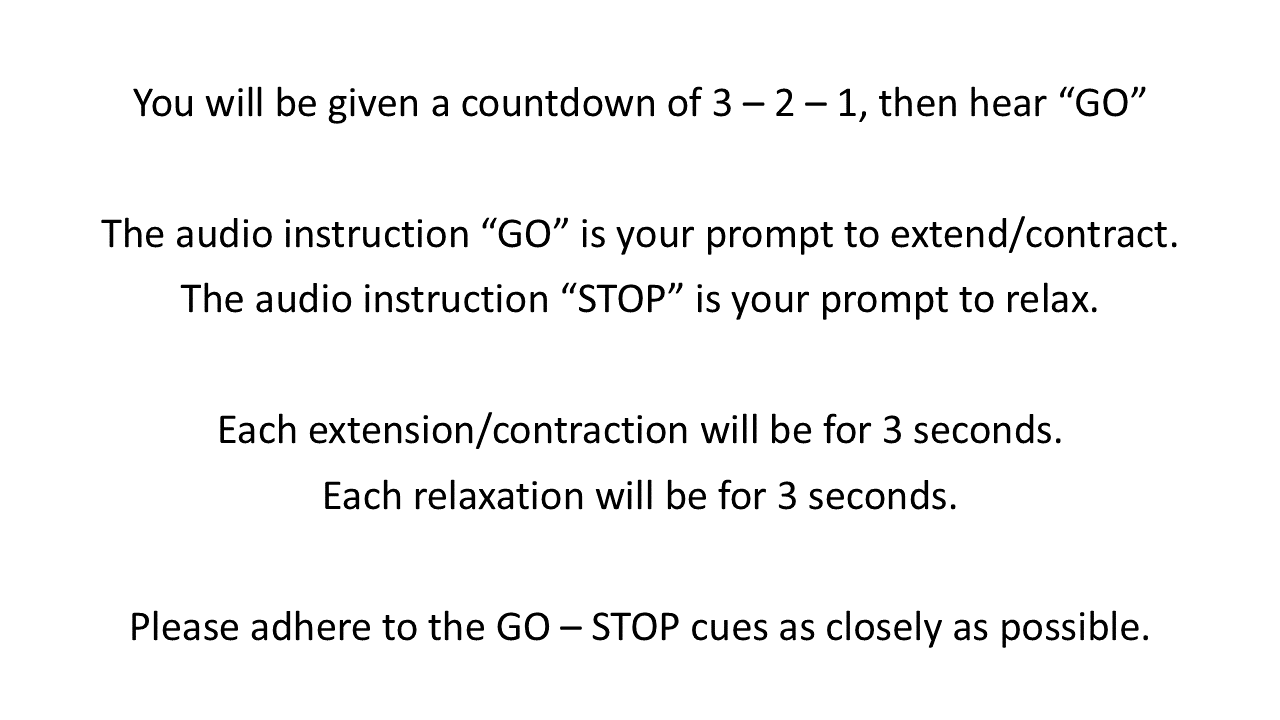 You will be given a countdown of 3 – 2 – 1, then hear “GO”
The audio instruction “GO” is your prompt to extend/contract.
The audio instruction “STOP” is your prompt to relax.
Each extension/contraction will be for 3 seconds.
Each relaxation will be for 3 seconds.
Please adhere to the GO – STOP cues as closely as possible.